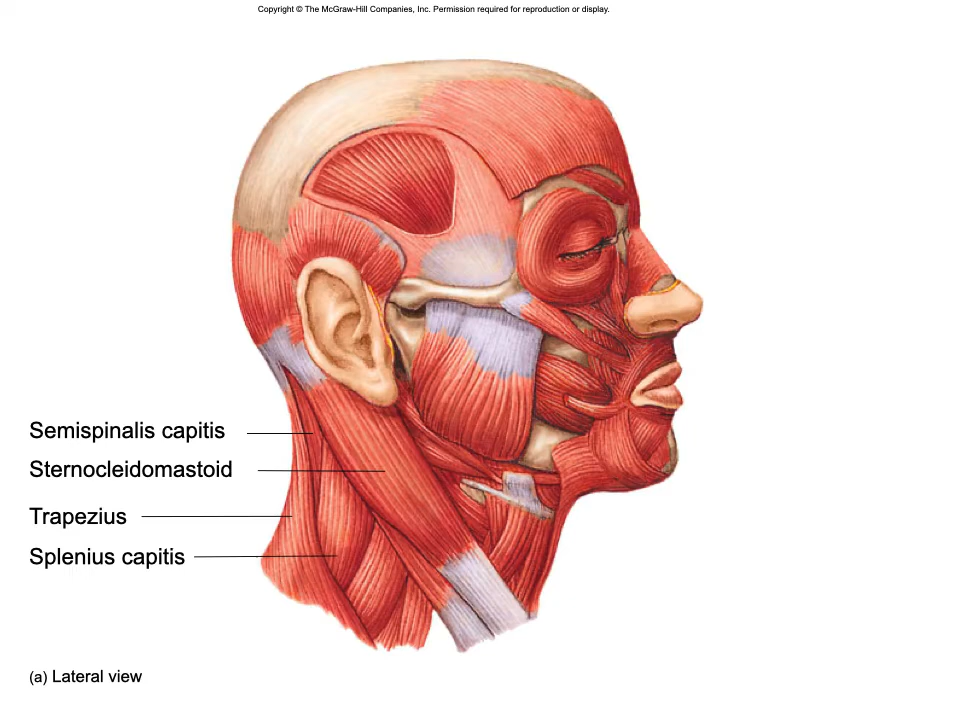 Copyright © The McGraw-Hill Companies, Inc. Permission required for reproduction or display.
Semispinalis capitis
Sternocleidomastoid
Trapezius
Splenius capitis
(a) Lateral view